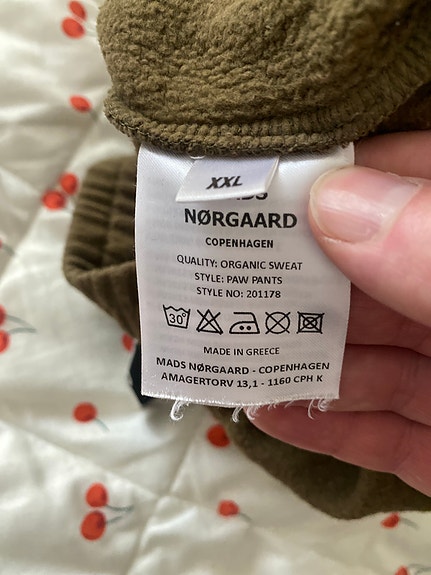 XXL
NØRGAARD
COPENHAGEN
QUALITY: ORGANIC SWEAT
STYLE: PAW PANTS
STYLE NO: 201178
30°
MADE IN GREECE
MADS NØRGAARD - COPENHAGEN
AMAGERTORV 13,1 - 1160 CPH K